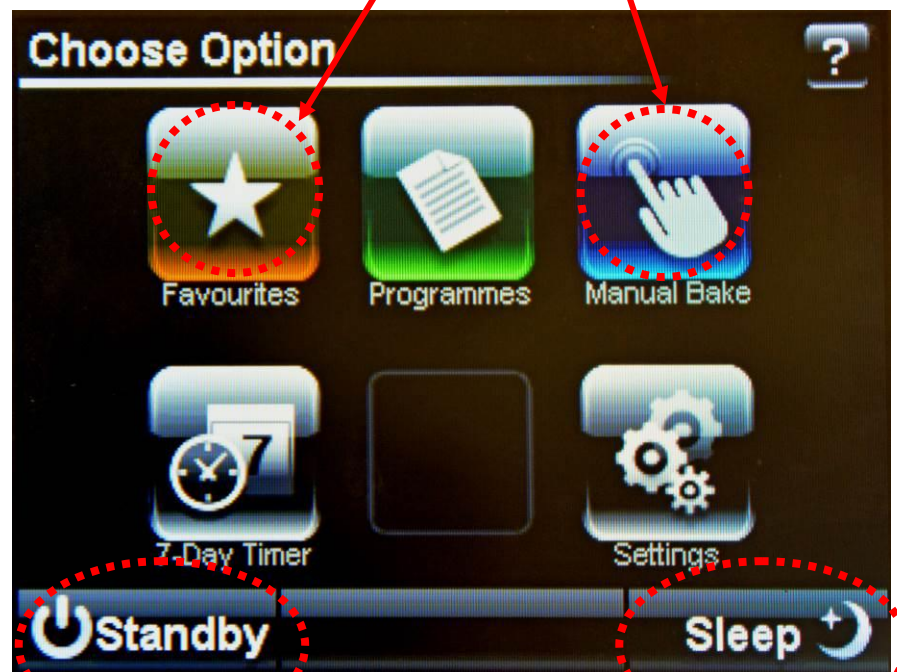 Choose Option
?
Favourites Programmes Manual Bake
7
7-Day Timer Settings
Standby Sleep